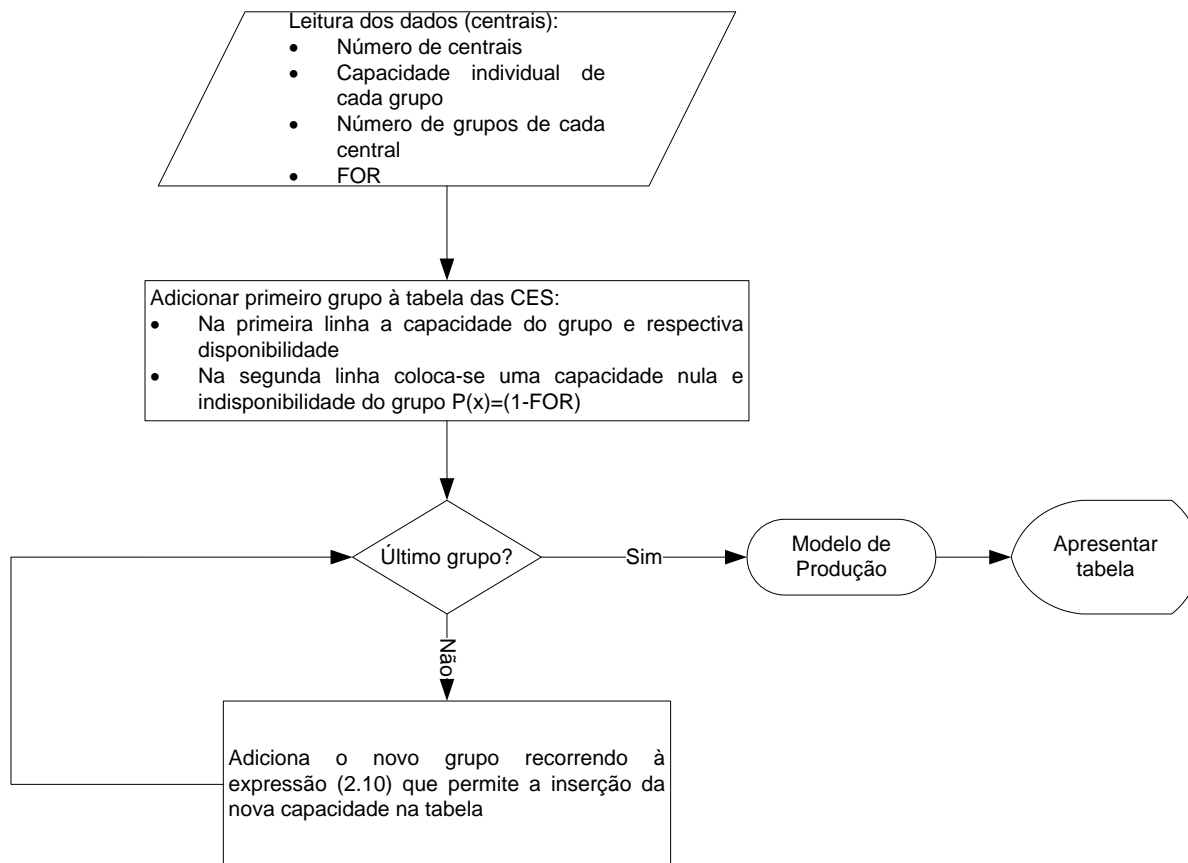 Leitura dos dados (centrais):
• Número de centrais
• Capacidade individual de
cada grupo
• Número de grupos de cada
central
• FOR
Adicionar primeiro grupo à tabela das CES:
• Na primeira linha a capacidade do grupo e respectiva
disponibilidade
• Na segunda linha coloca-se uma capacidade nula e
indisponibilidade do grupo P(x)=(1-FOR)
Último grupo?
Sim
Modelo de
Produção
Apresentar
tabela
Não
Adiciona o novo grupo recorrendo à
expressão (2.10) que permite a inserção da
nova capacidade na tabela